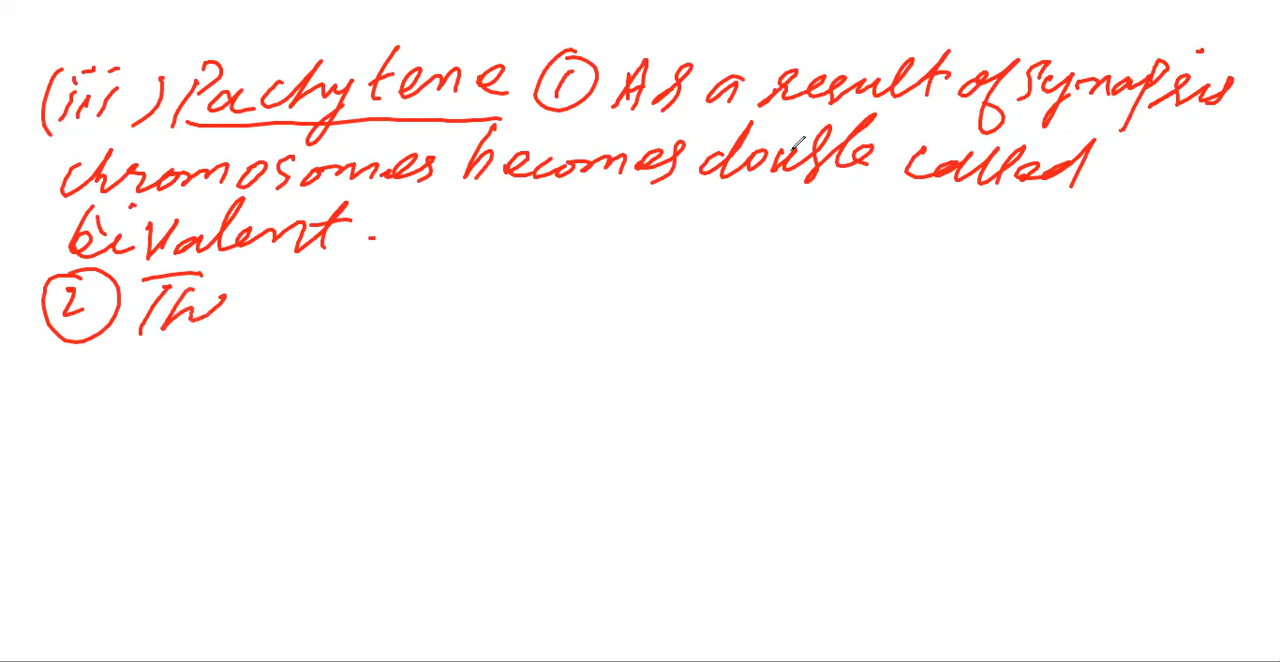 (iii) Pachytene ① As a result of synapsis
chromosomes becomes double called
bivalent.
② Th